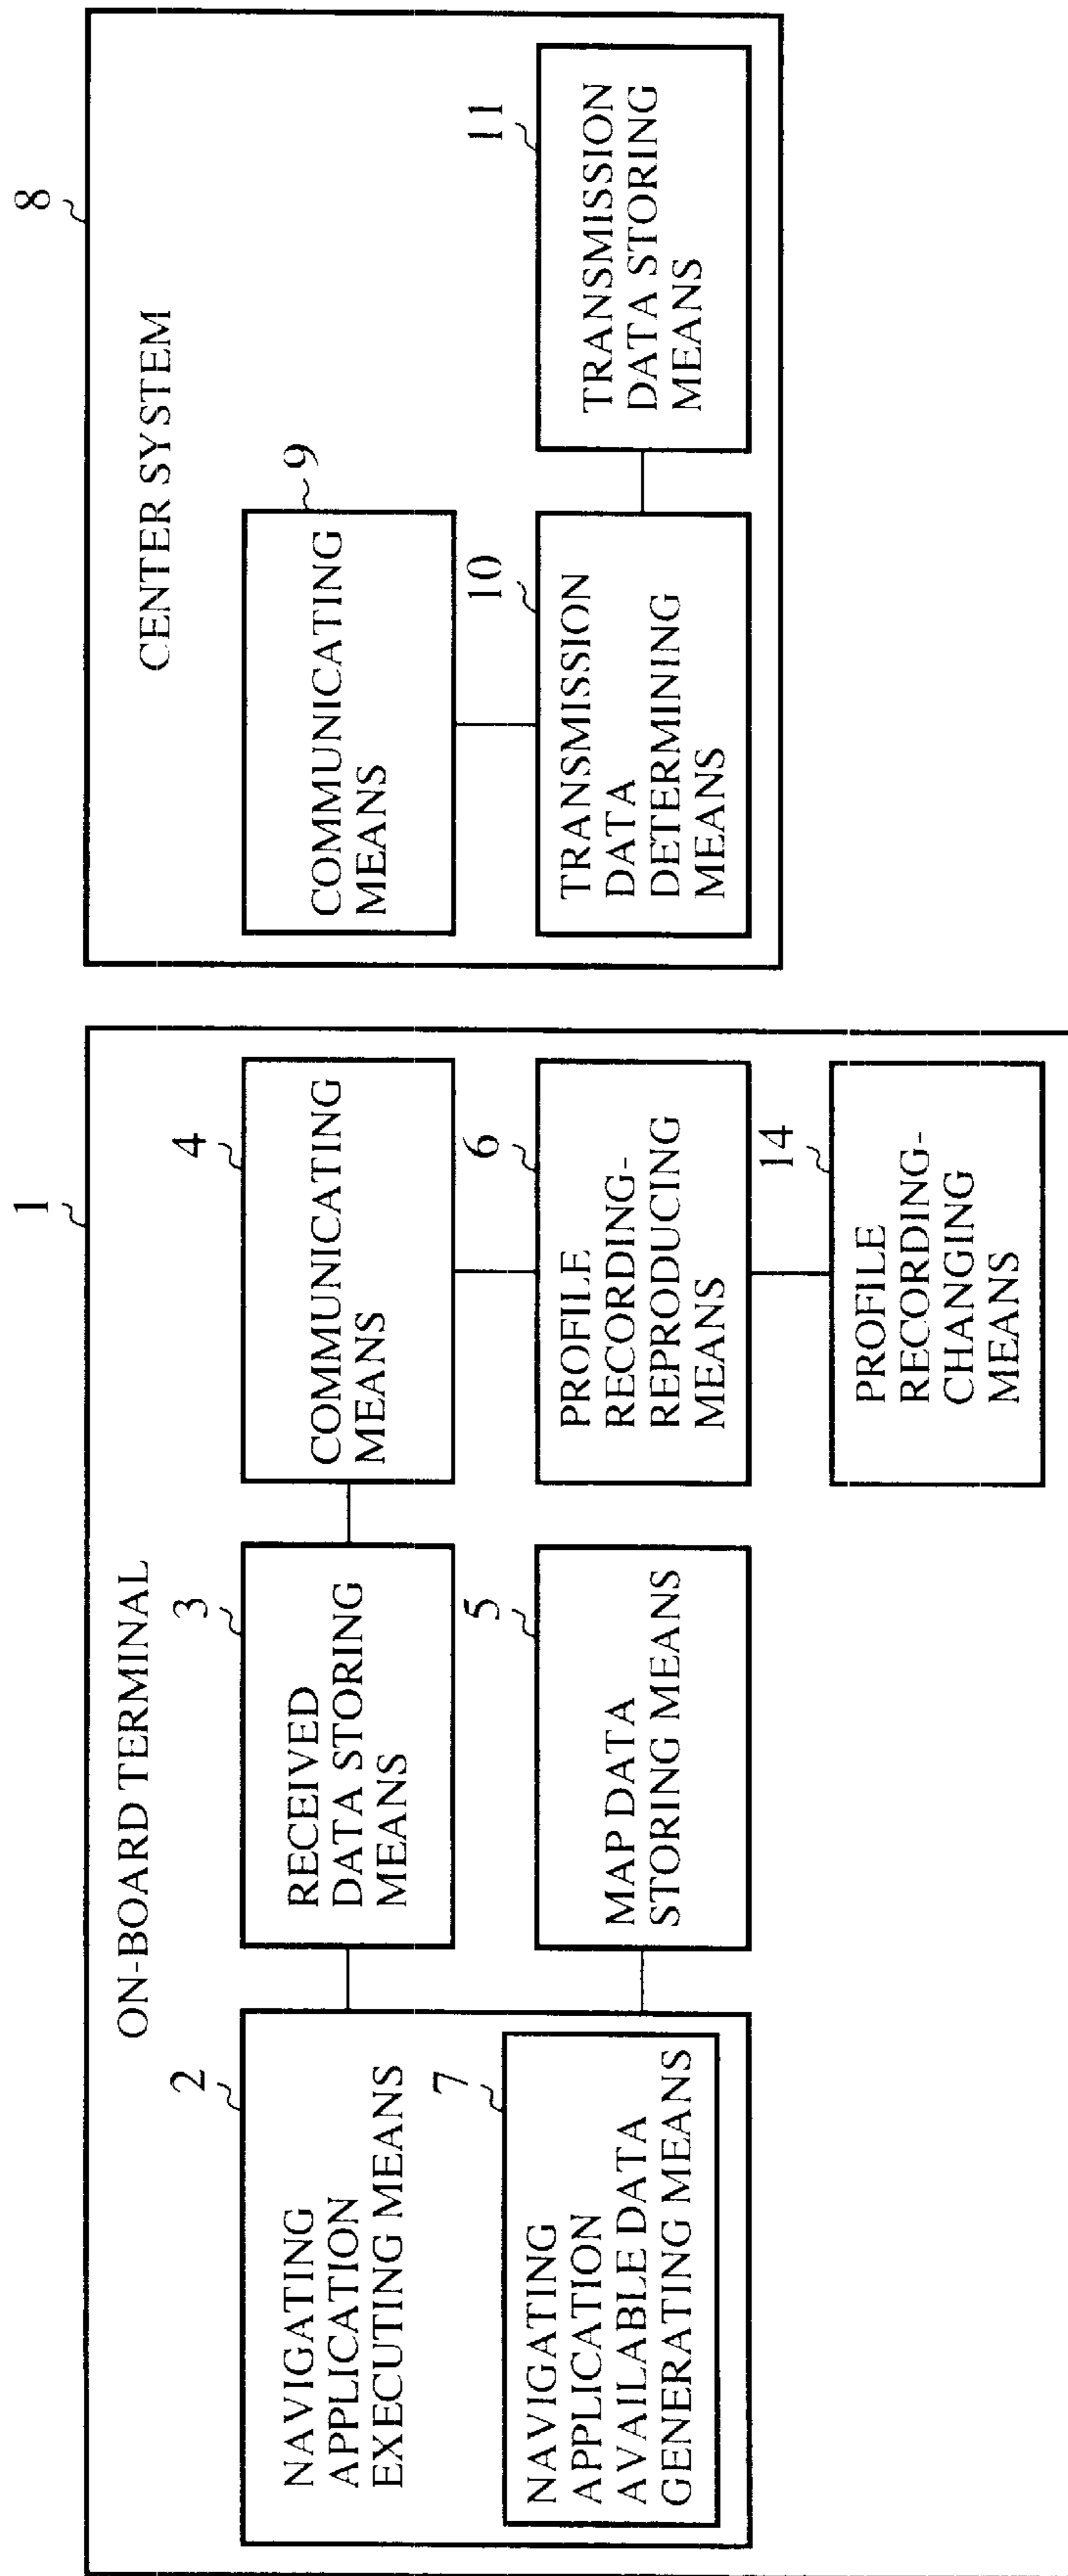 1
ON-BOARD TERMINAL
2
NAVIGATING
APPLICATION
EXECUTING MEANS
7
NAVIGATING
APPLICATION
AVAILABLE DATA
GENERATING MEANS
3
RECEIVED
DATA STORING
MEANS
5
MAP DATA
STORING MEANS
4
COMMUNICATING
MEANS
6
PROFILE
RECORDING-
REPRODUCING
MEANS
14
PROFILE
RECORDING-
CHANGING
MEANS
8
CENTER SYSTEM
9
COMMUNICATING
MEANS
10
TRANSMISSION
DATA
DETERMINING
MEANS
11
TRANSMISSION
DATA STORING
MEANS